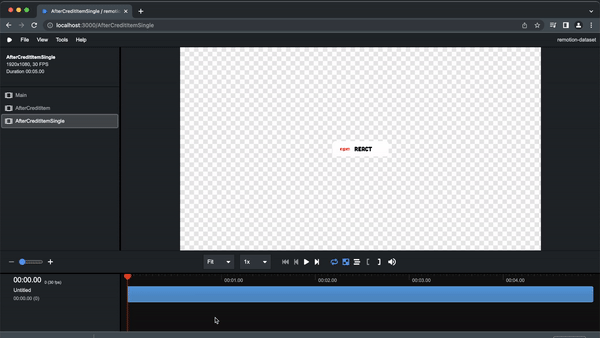 AfterCreditItemSingle / remotio
localhost:3000/AfterCreditItemSingle
File
View
Tools
Help
remotion-dataset
AfterCreditItemSingle
1920x1080, 30 FPS
Duration 00:05.00
Main
AfterCreditItem
AfterCreditItemSingle
REACT
Fit
1x
00:00.00
0 (30 fps)
00:01.00
00:02.00
00:03.00
00:04.00
Untitled
00:00.00 (0)